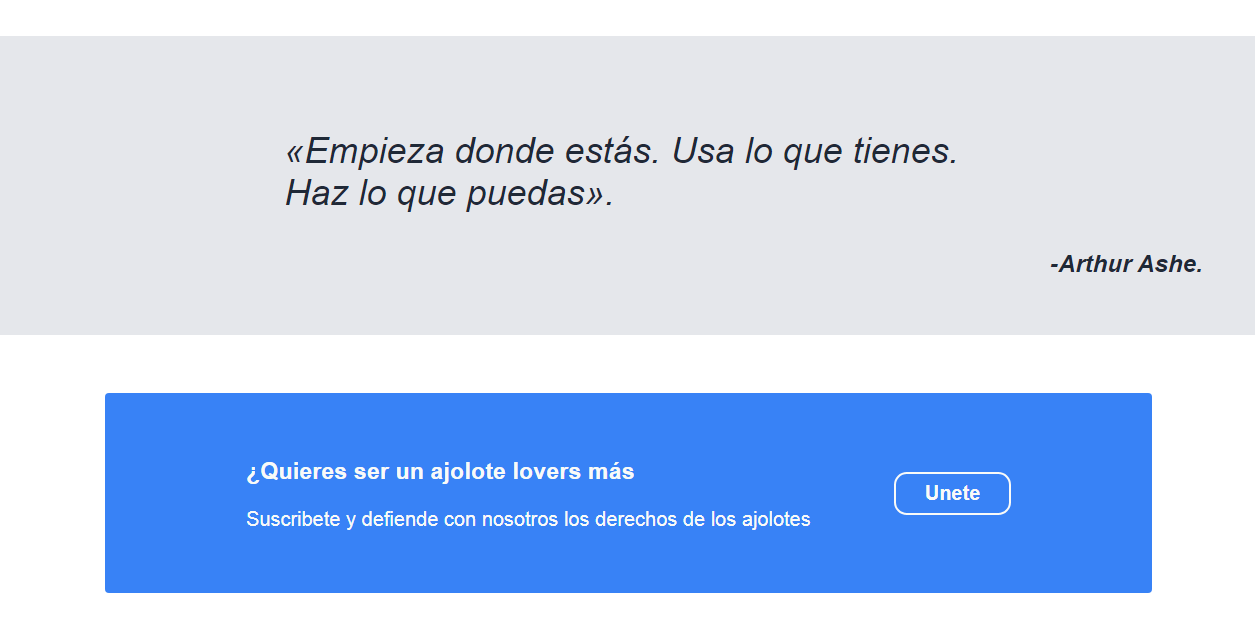 «Empieza donde estás. Usa lo que tienes.
Haz lo que puedas».
-Arthur Ashe.
¿Quieres ser un ajolote lovers más
Suscribete y defiende con nosotros los derechos de los ajolotes
Unete